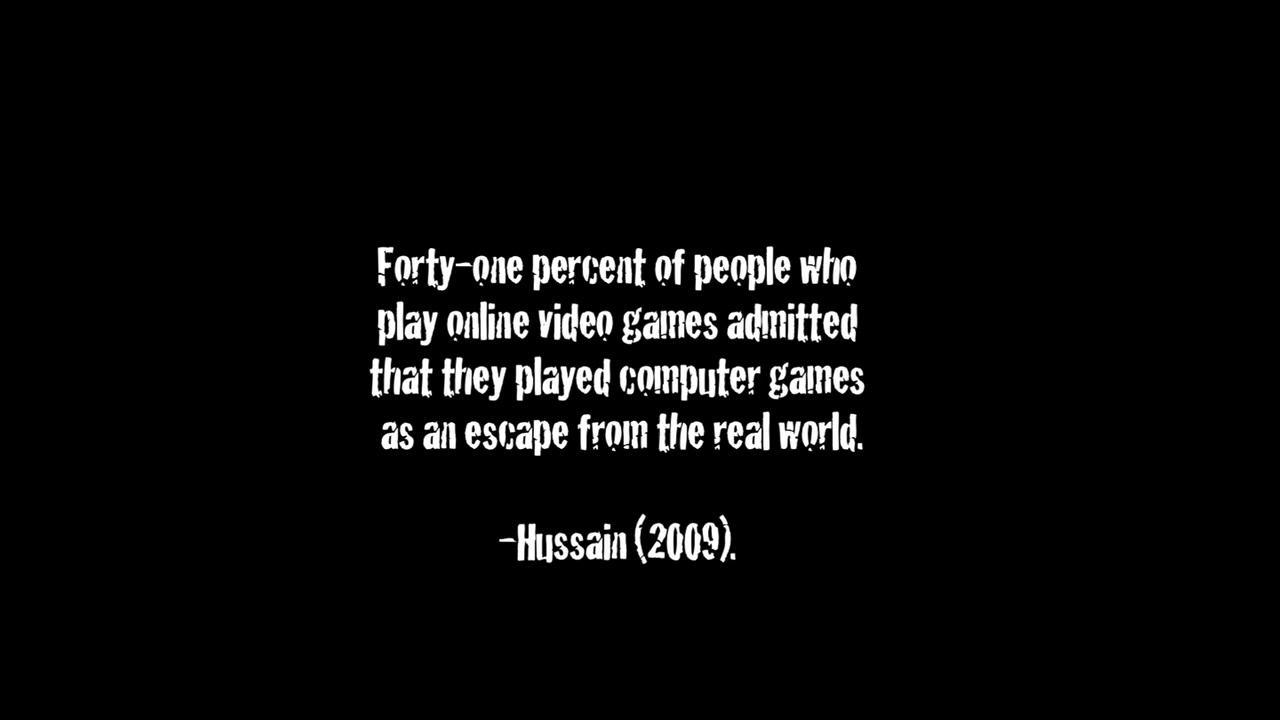 Forty-one percent of people who
play online video games admitted
that they played computer games
as an escape from the real world.
-Hussain (2009).